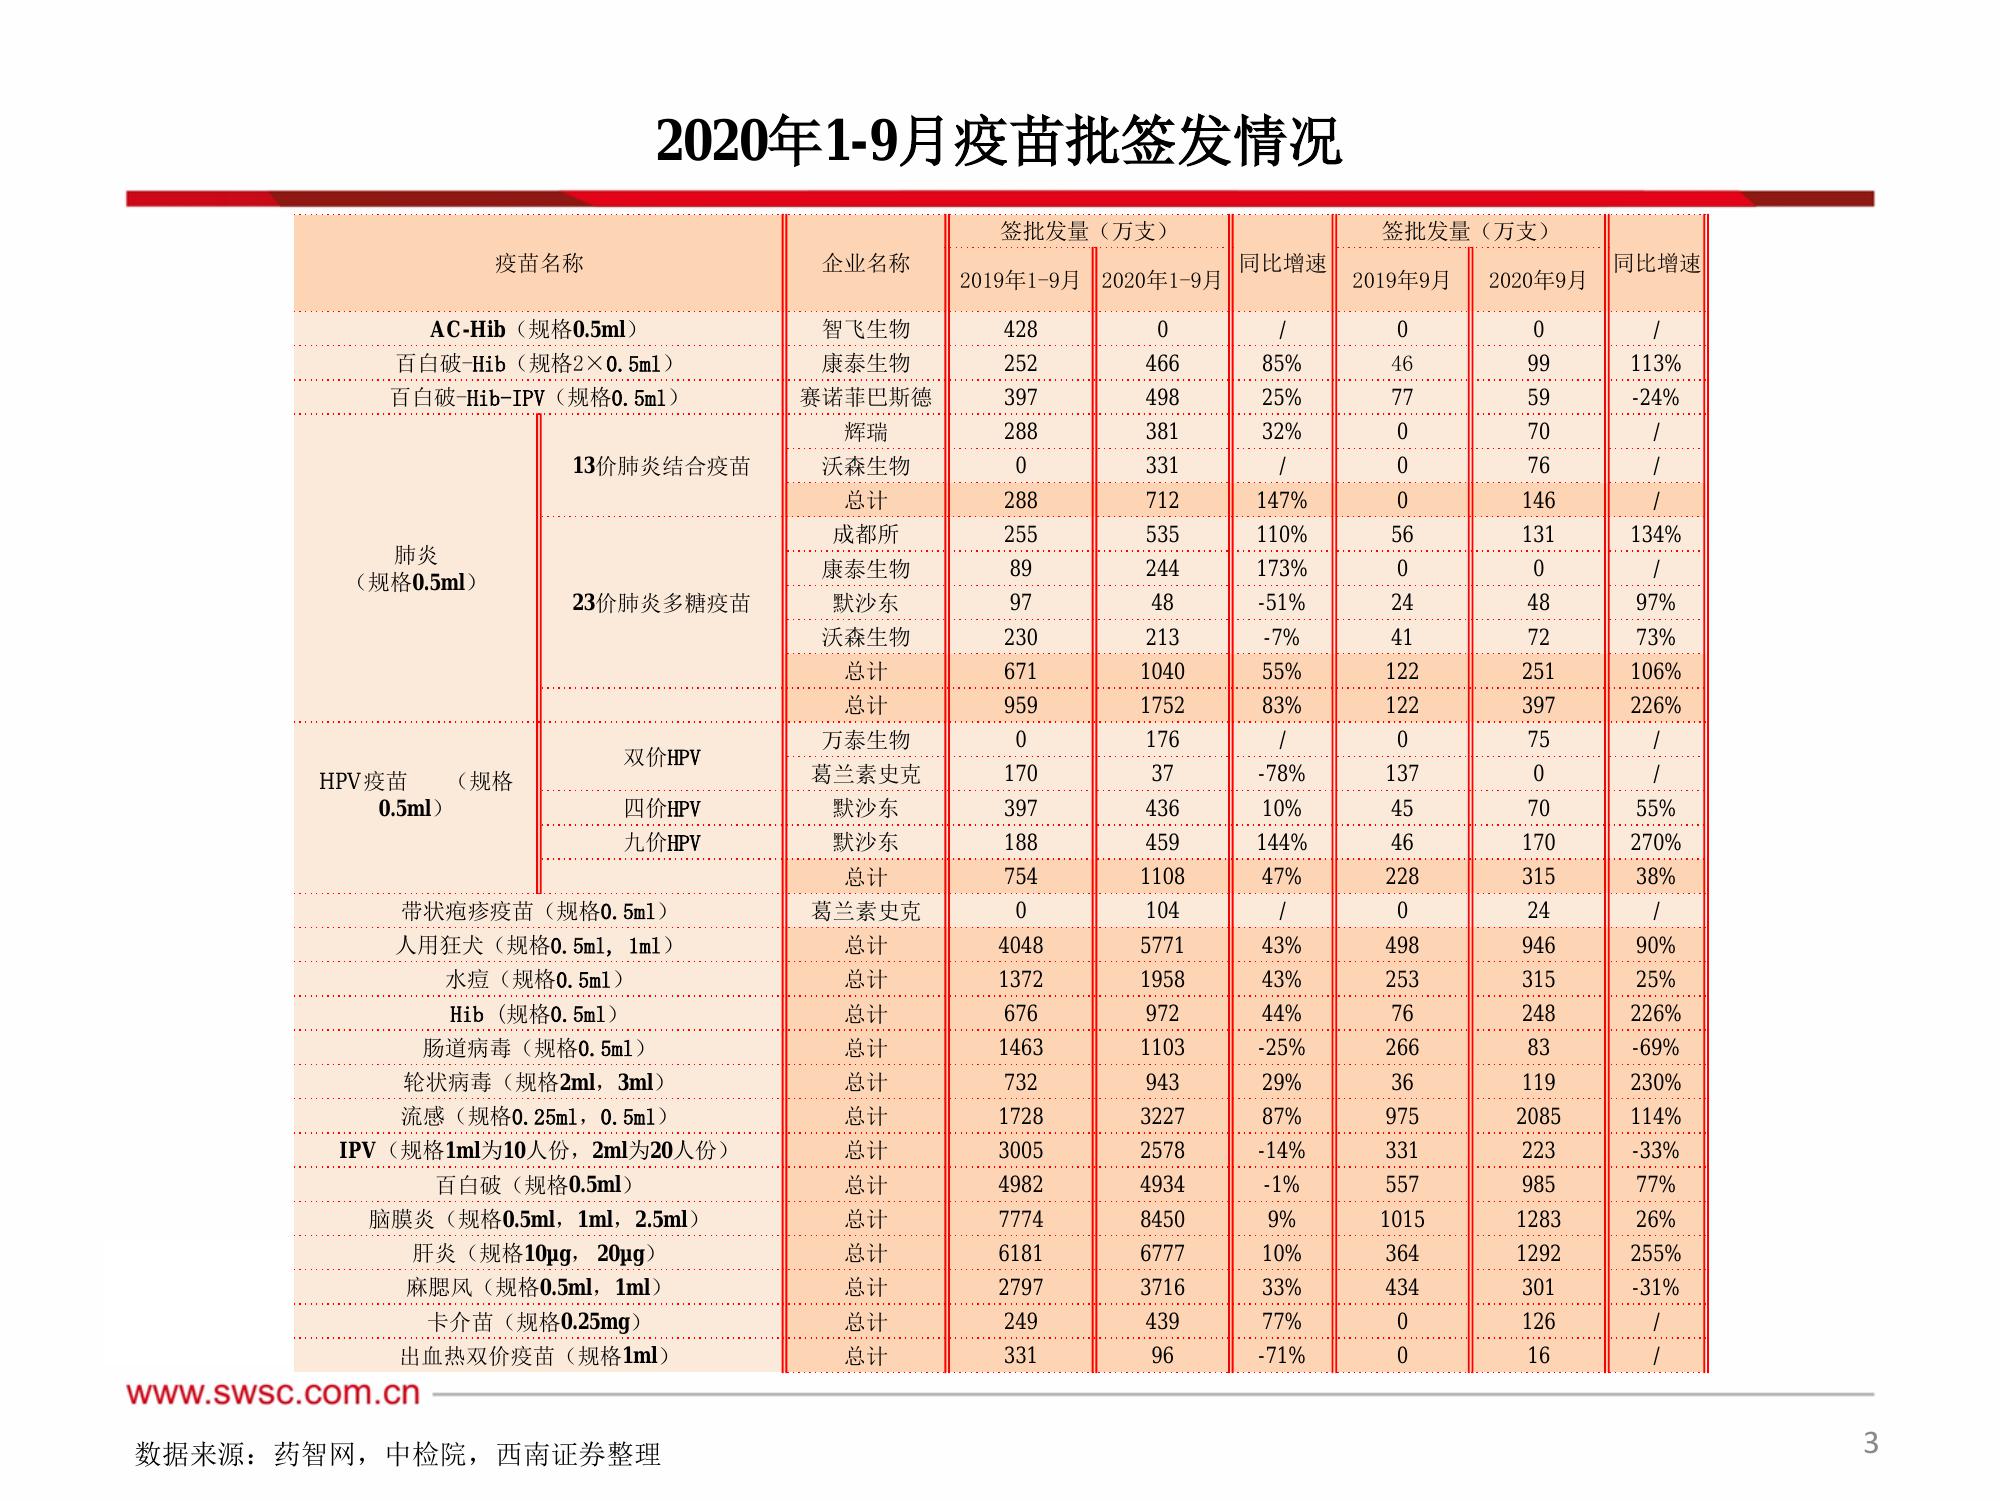 2020年1-9月疫苗批签发情况
疫苗名称 企业名称 签批发量（万支） 同比增速 签批发量（万支） 同比增速
2019年1-9月 2020年1-9月 2019年9月 2020年9月
AC-Hib（规格0.5ml） 智飞生物 428 0 / 0 0 /
百白破-Hib（规格2×0.5ml） 康泰生物 252 466 85% 46 99 113%
百白破-Hib-IPV（规格0.5ml） 赛诺菲巴斯德 397 498 25% 77 59 -24%
肺炎
（规格0.5ml）
13价肺炎结合疫苗
辉瑞 288 381 32% 0 70 /
沃森生物 0 331 / 0 76 /
总计 288 712 147% 0 146 /
23价肺炎多糖疫苗
成都所 255 535 110% 56 131 134%
康泰生物 89 244 173% 0 0 /
默沙东 97 48 -51% 24 48 97%
沃森生物 230 213 -7% 41 72 73%
总计 671 1040 55% 122 251 106%
总计 959 1752 83% 122 397 226%
HPV疫苗 （规格
0.5ml）
双价HPV
万泰生物 0 176 / 0 75 /
葛兰素史克 170 37 -78% 137 0 /
四价HPV 默沙东 397 436 10% 45 70 55%
九价HPV 默沙东 188 459 144% 46 170 270%
总计 754 1108 47% 228 315 38%
带状疱疹疫苗（规格0.5ml） 葛兰素史克 0 104 / 0 24 /
人用狂犬（规格0.5ml, 1ml） 总计 4048 5771 43% 498 946 90%
水痘（规格0.5ml） 总计 1372 1958 43% 253 315 25%
Hib（规格0.5ml） 总计 676 972 44% 76 248 226%
肠道病毒（规格0.5ml） 总计 1463 1103 -25% 266 83 -69%
轮状病毒（规格2ml，3ml） 总计 732 943 29% 36 119 230%
流感（规格0.25ml，0.5ml） 总计 1728 3227 87% 975 2085 114%
IPV（规格1ml为10人份，2ml为20人份） 总计 3005 2578 -14% 331 223 -33%
百白破（规格0.5ml） 总计 4982 4934 -1% 557 985 77%
脑膜炎（规格0.5ml，1ml，2.5ml） 总计 7774 8450 9% 1015 1283 26%
肝炎（规格10μg，20μg） 总计 6181 6777 10% 364 1292 255%
麻腮风（规格0.5ml，1ml） 总计 2797 3716 33% 434 301 -31%
卡介苗（规格0.25mg） 总计 249 439 77% 0 126 /
出血热双价疫苗（规格1ml） 总计 331 96 -71% 0 16 /
www.swsc.com.cn
数据来源：药智网，中检院，西南证券整理
3